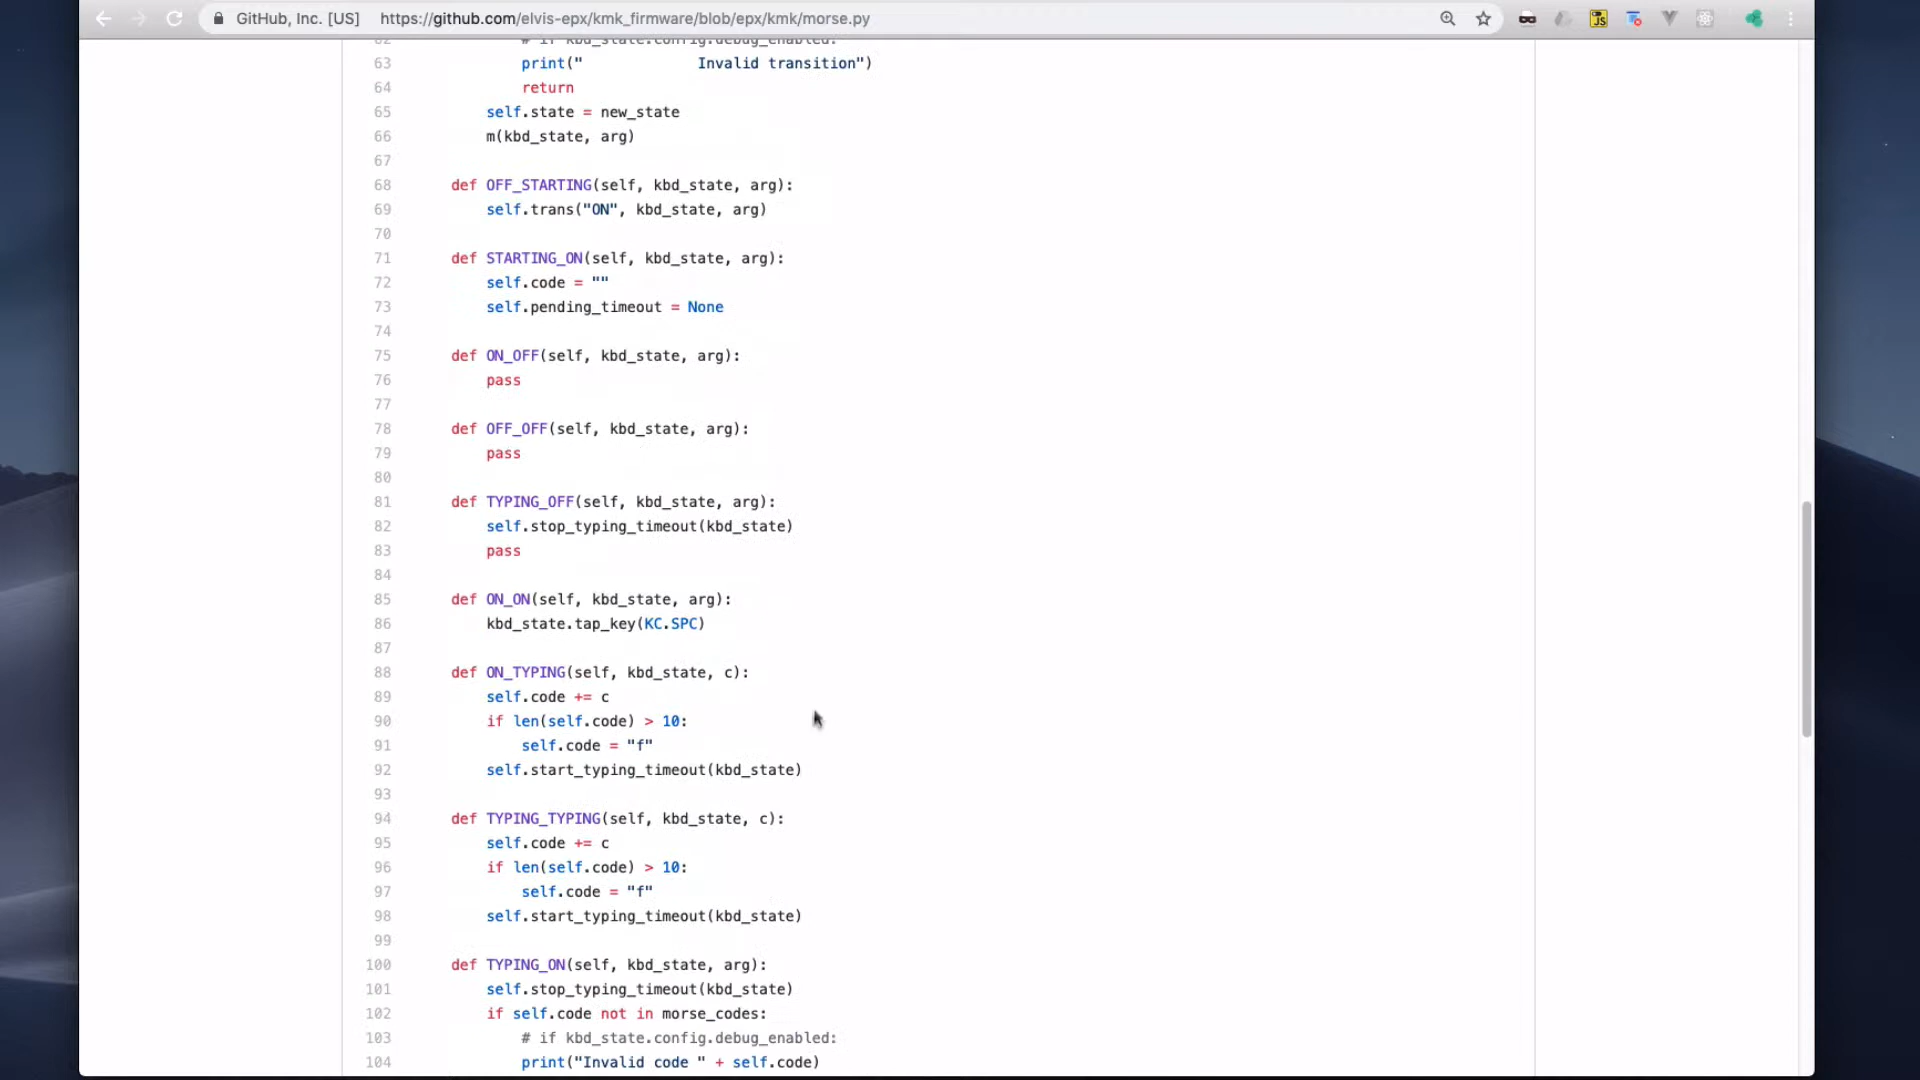 GitHub, Inc. [US] https://github.com/elvis-epx/kmk_firmware/blob/epx/kmk/morse.py
JS
62 # if kbd_state.config.debug_enabled:
63 print("             Invalid transition")
64 return
65 self.state = new_state
66 m(kbd_state, arg)
67
68 def OFF_STARTING(self, kbd_state, arg):
69 self.trans("ON", kbd_state, arg)
70
71 def STARTING_ON(self, kbd_state, arg):
72 self.code = ""
73 self.pending_timeout = None
74
75 def ON_OFF(self, kbd_state, arg):
76 pass
77
78 def OFF_OFF(self, kbd_state, arg):
79 pass
80
81 def TYPING_OFF(self, kbd_state, arg):
82 self.stop_typing_timeout(kbd_state)
83 pass
84
85 def ON_ON(self, kbd_state, arg):
86 kbd_state.tap_key(KC.SPC)
87
88 def ON_TYPING(self, kbd_state, c):
89 self.code += c
90 if len(self.code) > 10:
91 self.code = "f"
92 self.start_typing_timeout(kbd_state)
93
94 def TYPING_TYPING(self, kbd_state, c):
95 self.code += c
96 if len(self.code) > 10:
97 self.code = "f"
98 self.start_typing_timeout(kbd_state)
99
100 def TYPING_ON(self, kbd_state, arg):
101 self.stop_typing_timeout(kbd_state)
102 if self.code not in morse_codes:
103 # if kbd_state.config.debug_enabled:
104 print("Invalid code " + self.code)